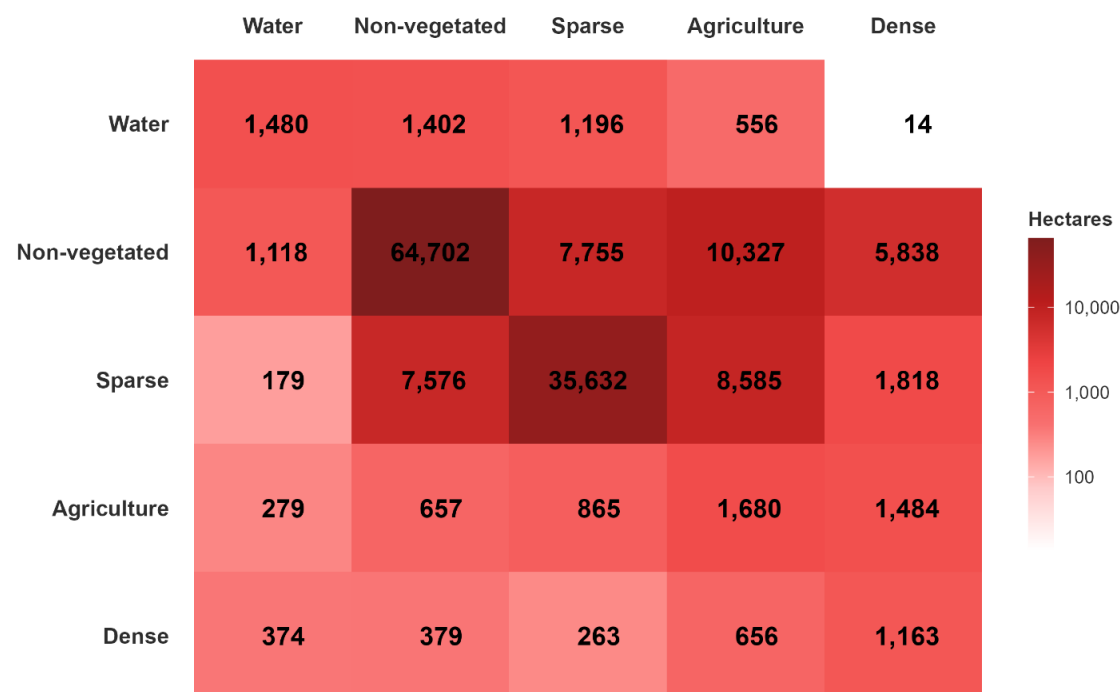 Water Non-vegetated Sparse Agriculture Dense
Water 1,480 1,402 1,196 556 14
Non-vegetated 1,118 64,702 7,755 10,327 5,838
Sparse 179 7,576 35,632 8,585 1,818
Agriculture 279 657 865 1,680 1,484
Dense 374 379 263 656 1,163
Hectares
10,000
1,000
100